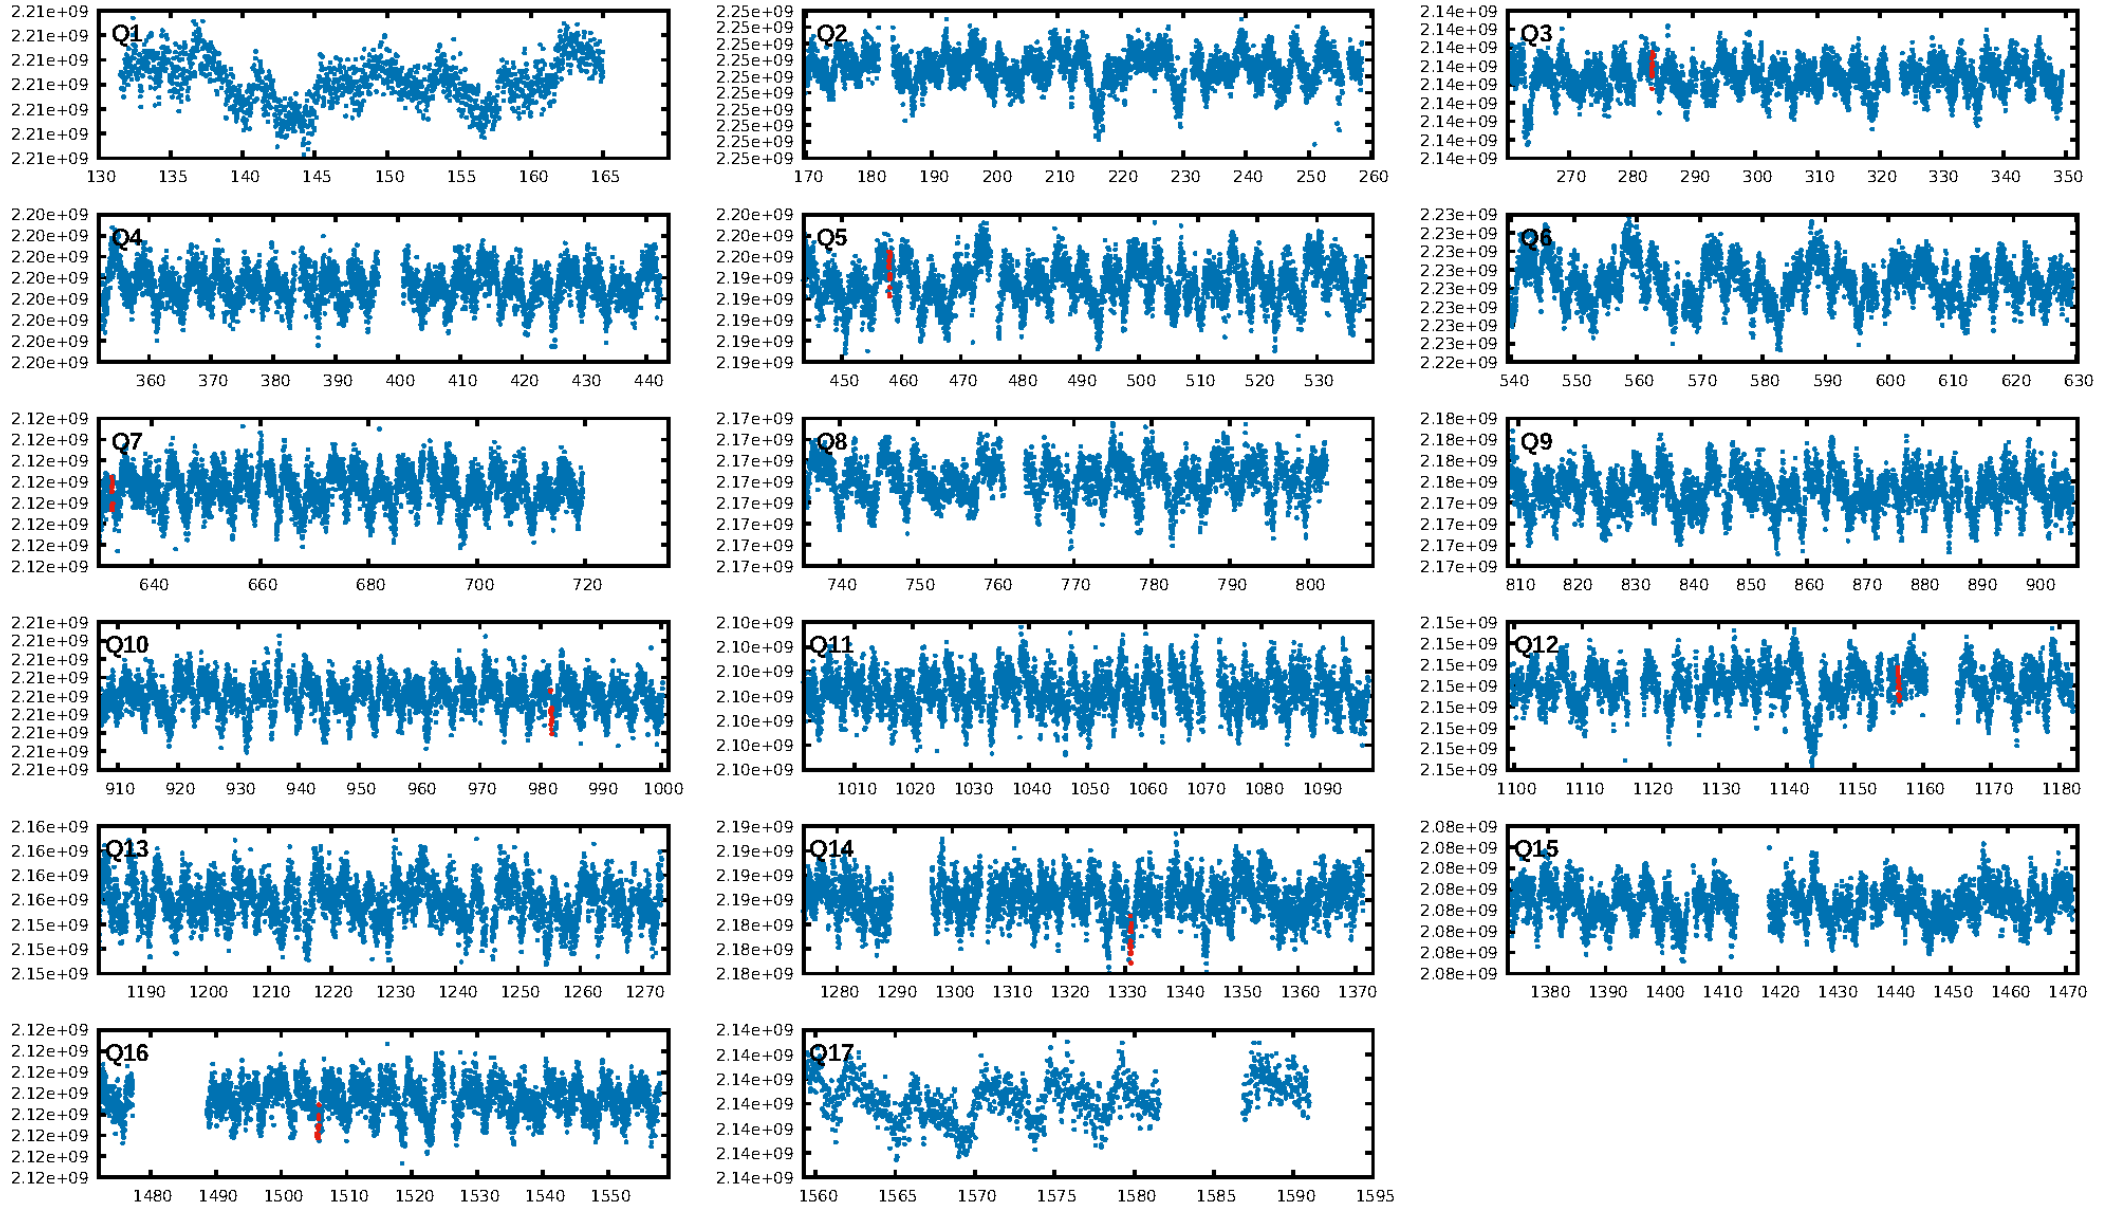 Q1
2.21e+09
2.21e+09
2.21e+09
2.21e+09
2.21e+09
2.21e+09
2.21e+09
130 135 140 145 150 155 160 165
Q2
2.25e+09
2.25e+09
2.25e+09
2.25e+09
2.25e+09
2.25e+09
2.25e+09
2.25e+09
2.25e+09
2.25e+09
170 180 190 200 210 220 230 240 250 260
Q3
2.14e+09
2.14e+09
2.14e+09
2.14e+09
2.14e+09
2.14e+09
2.14e+09
2.14e+09
2.14e+09
270 280 290 300 310 320 330 340 350
Q4
2.20e+09
2.20e+09
2.20e+09
2.20e+09
2.20e+09
2.20e+09
2.20e+09
2.20e+09
360 370 380 390 400 410 420 430 440
Q5
2.20e+09
2.20e+09
2.20e+09
2.19e+09
2.19e+09
2.19e+09
2.19e+09
2.19e+09
450 460 470 480 490 500 510 520 530
Q6
2.23e+09
2.23e+09
2.23e+09
2.23e+09
2.23e+09
2.23e+09
2.23e+09
2.23e+09
2.22e+09
540 550 560 570 580 590 600 610 620 630
Q7
2.12e+09
2.12e+09
2.12e+09
2.12e+09
2.12e+09
2.12e+09
2.12e+09
2.12e+09
640 660 680 700 720
Q8
2.17e+09
2.17e+09
2.17e+09
2.17e+09
2.17e+09
2.17e+09
2.17e+09
2.17e+09
740 750 760 770 780 790 800
Q9
2.18e+09
2.18e+09
2.18e+09
2.18e+09
2.17e+09
2.17e+09
2.17e+09
2.17e+09
810 820 830 840 850 860 870 880 890 900
Q10
2.21e+09
2.21e+09
2.21e+09
2.21e+09
2.21e+09
2.21e+09
2.21e+09
2.21e+09
2.21e+09
910 920 930 940 950 960 970 980 990 1000
Q11
2.10e+09
2.10e+09
2.10e+09
2.10e+09
2.10e+09
2.10e+09
2.10e+09
1010 1020 1030 1040 1050 1060 1070 1080 1090
Q12
2.15e+09
2.15e+09
2.15e+09
2.15e+09
2.15e+09
2.15e+09
2.15e+09
2.15e+09
1100 1110 1120 1130 1140 1150 1160 1170 1180
Q13
2.16e+09
2.16e+09
2.16e+09
2.16e+09
2.15e+09
2.15e+09
2.15e+09
1190 1200 1210 1220 1230 1240 1250 1260 1270
Q14
2.19e+09
2.19e+09
2.19e+09
2.19e+09
2.18e+09
2.18e+09
2.18e+09
1280 1290 1300 1310 1320 1330 1340 1350 1360 1370
Q15
2.08e+09
2.08e+09
2.08e+09
2.08e+09
2.08e+09
2.08e+09
2.08e+09
2.08e+09
1380 1390 1400 1410 1420 1430 1440 1450 1460 1470
Q16
2.12e+09
2.12e+09
2.12e+09
2.12e+09
2.12e+09
2.12e+09
2.12e+09
2.12e+09
1480 1490 1500 1510 1520 1530 1540 1550
Q17
2.14e+09
2.14e+09
2.14e+09
2.14e+09
2.14e+09
2.14e+09
2.14e+09
1560 1565 1570 1575 1580 1585 1590 1595